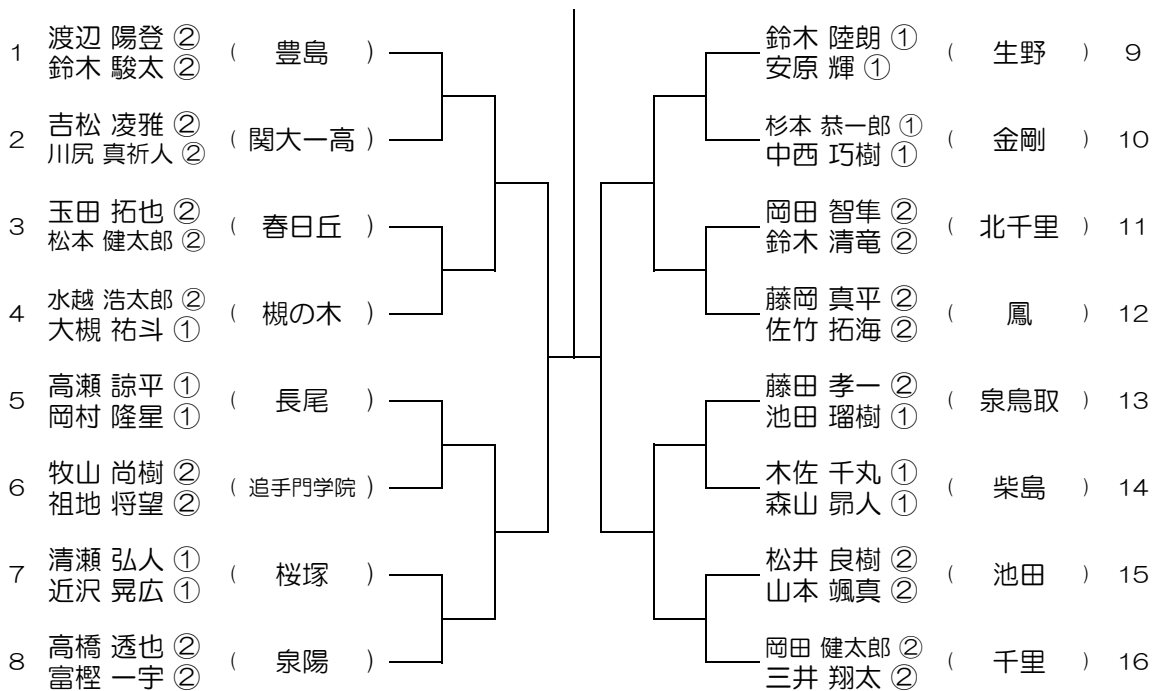 1 渡辺 陽登 ② ( 豊島 )
鈴木 駿太 ②
2 吉松 凌雅 ② ( 関大一高 )
川尻 真祈人 ②
3 玉田 拓也 ② ( 春日丘 )
松本 健太郎 ②
4 水越 浩太郎 ② ( 槻の木 )
大槻 祐斗 ①
5 高瀬 諒平 ① ( 長尾 )
岡村 隆星 ①
6 牧山 尚樹 ② ( 追手門学院 )
祖地 将望 ②
7 清瀬 弘人 ① ( 桜塚 )
近沢 晃広 ①
8 高橋 透也 ② ( 泉陽 )
富樫 一宇 ②
鈴木 陸朗 ① ( 生野 ) 9
安原 輝 ①
杉本 恭一郎 ① ( 金剛 ) 10
中西 巧樹 ①
岡田 智隼 ② ( 北千里 ) 11
鈴木 清竜 ②
藤岡 真平 ② ( 鳳 ) 12
佐竹 拓海 ②
藤田 孝一 ② ( 泉鳥取 ) 13
池田 瑠樹 ①
木佐 千丸 ① ( 柴島 ) 14
森山 昴人 ①
松井 良樹 ② ( 池田 ) 15
山本 颯真 ②
岡田 健太郎 ② ( 千里 ) 16
三井 翔太 ②